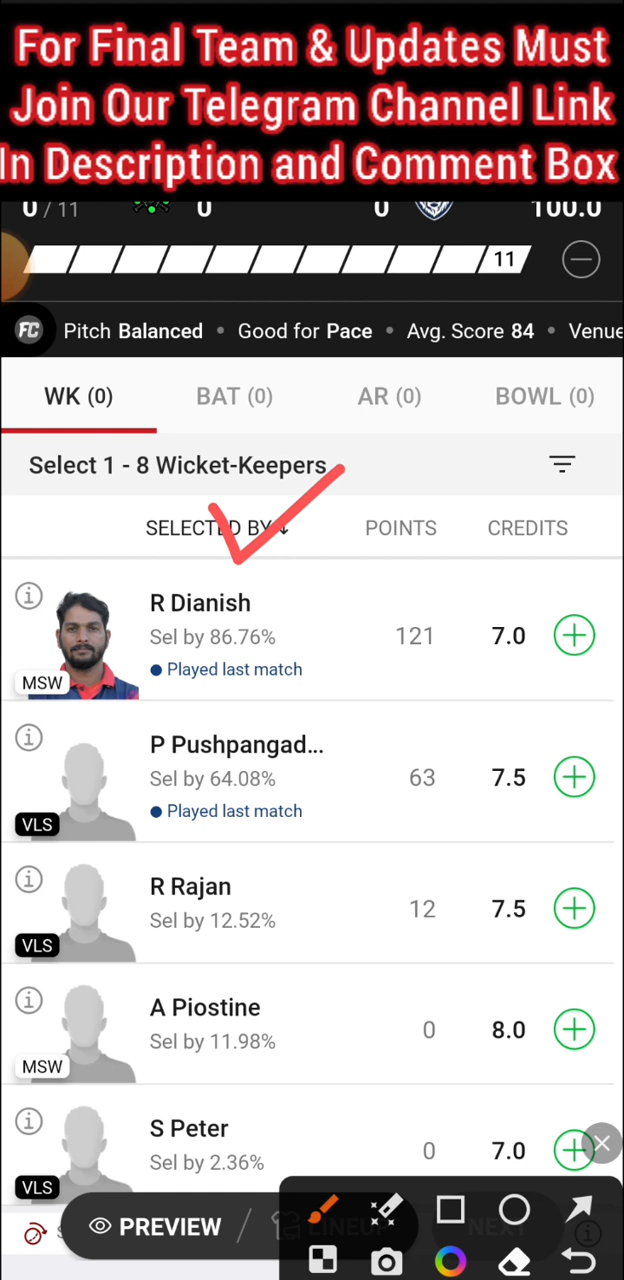 For Final Team & Updates Must
Join Our Telegram Channel Link
In Description and Comment Box
0 / 11 0 0 100.0
11
FC Pitch Balanced • Good for Pace • Avg. Score 84 • Venue
WK (0) BAT (0) AR (0) BOWL (0)
Select 1 - 8 Wicket-Keepers
SELECTED BY ↓ POINTS CREDITS
R Dianish
Sel by 86.76% 121 7.0
Played last match
MSW
P Pushpangad...
Sel by 64.08% 63 7.5
Played last match
VLS
R Rajan
Sel by 12.52% 12 7.5
VLS
A Piostine
Sel by 11.98% 0 8.0
MSW
S Peter
Sel by 2.36% 0 7.0
VLS
PREVIEW / LINEUP NEXT